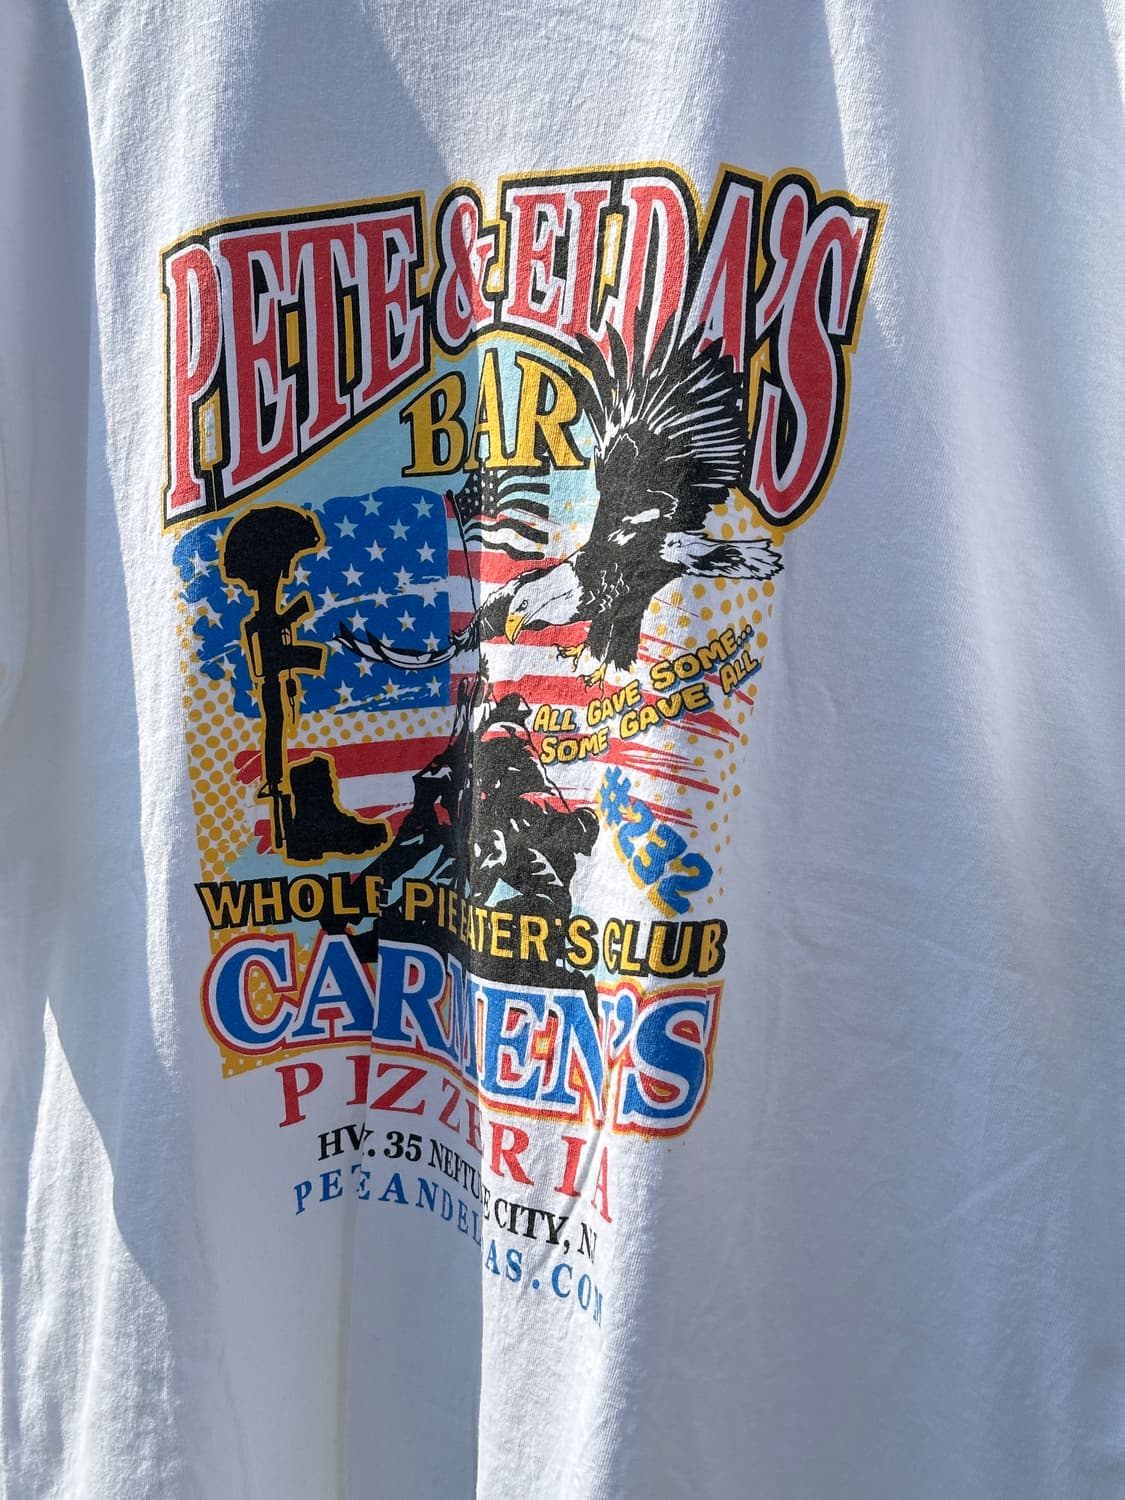 PETE & ELDA'S
BAR
ALL GAVE SOME...
SOME GAVE ALL
#232
WHOLE PIE EATER'S CLUB
CARMEN'S
PIZZERIA
HWY. 35 NEPTUNE CITY, NJ
PETEANDELDAS.COM